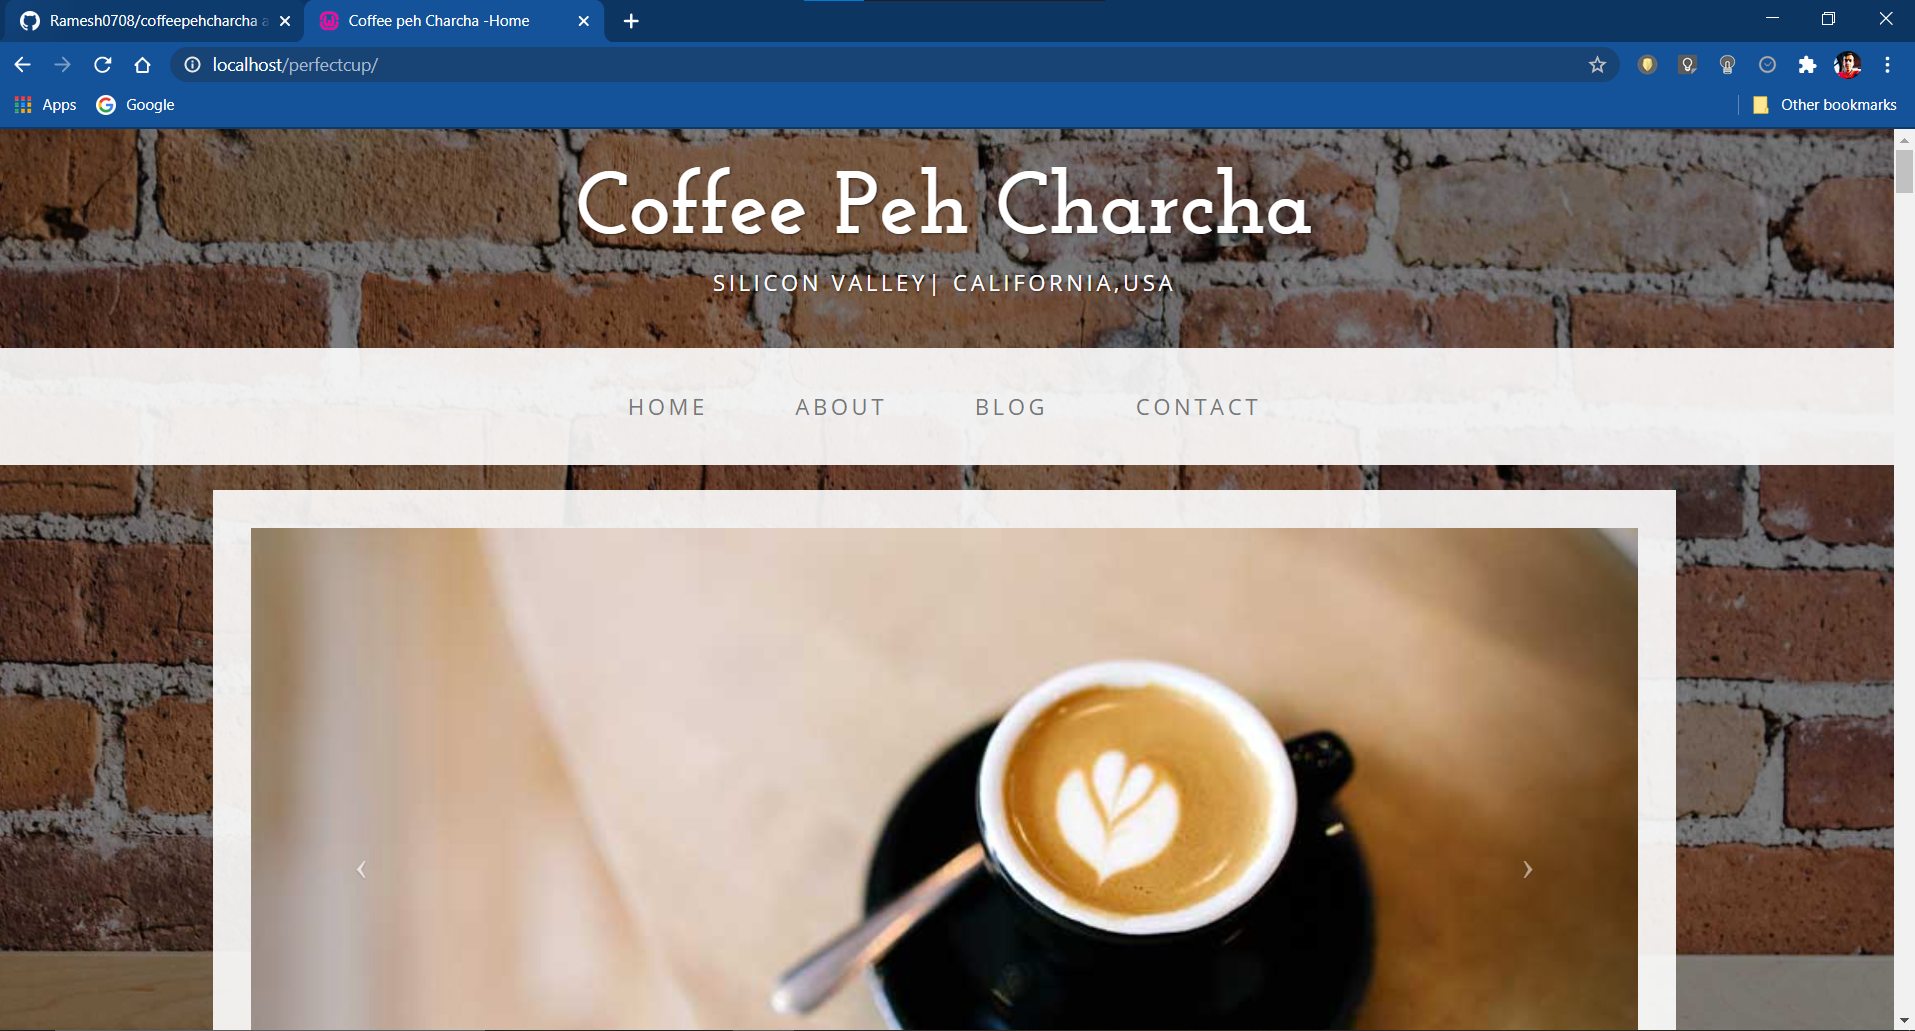 Ramesh0708/coffeepehcharcha a
Coffee peh Charcha -Home
localhost/perfectcup/
Apps
Google
Other bookmarks
Coffee Peh Charcha
SILICON VALLEY| CALIFORNIA,USA
HOME
ABOUT
BLOG
CONTACT